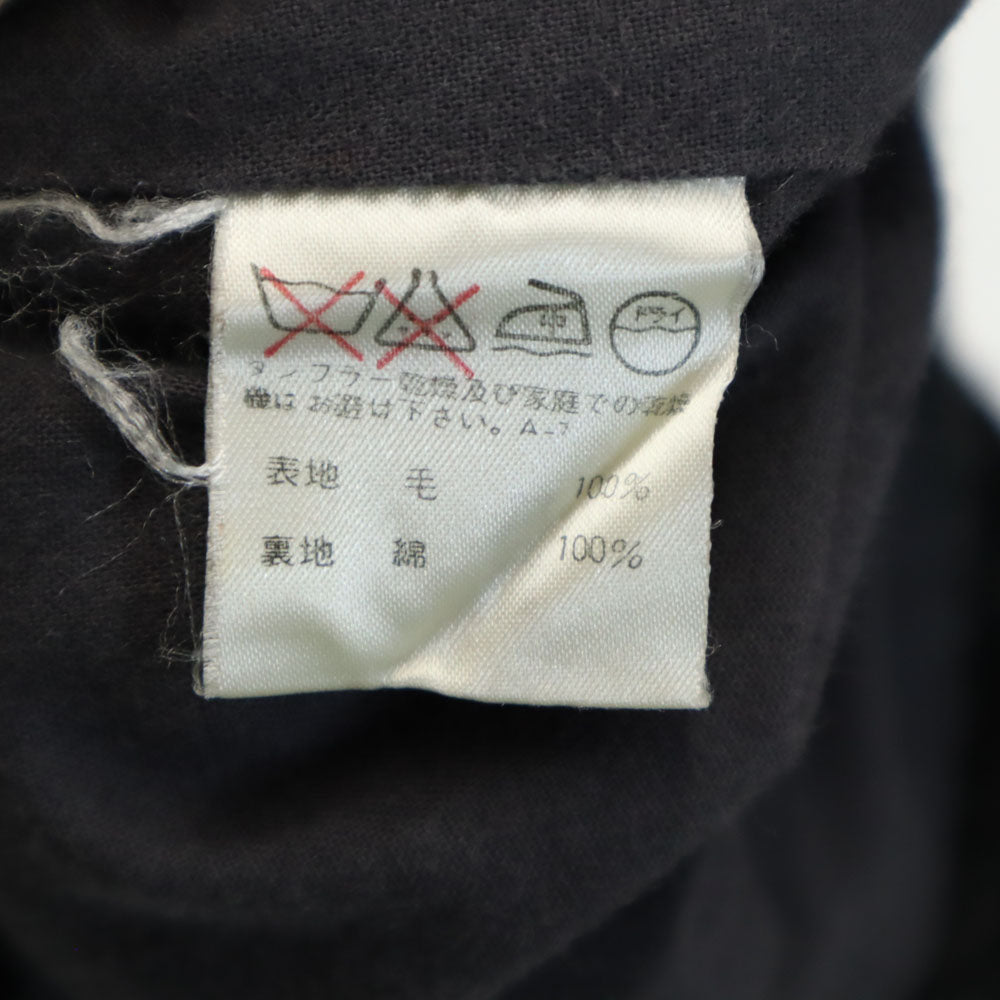 中 ドライ
タンブラー乾燥及び家庭での乾燥
機はお避け下さい。A-7
表地 毛 100%
裏地 綿 100%